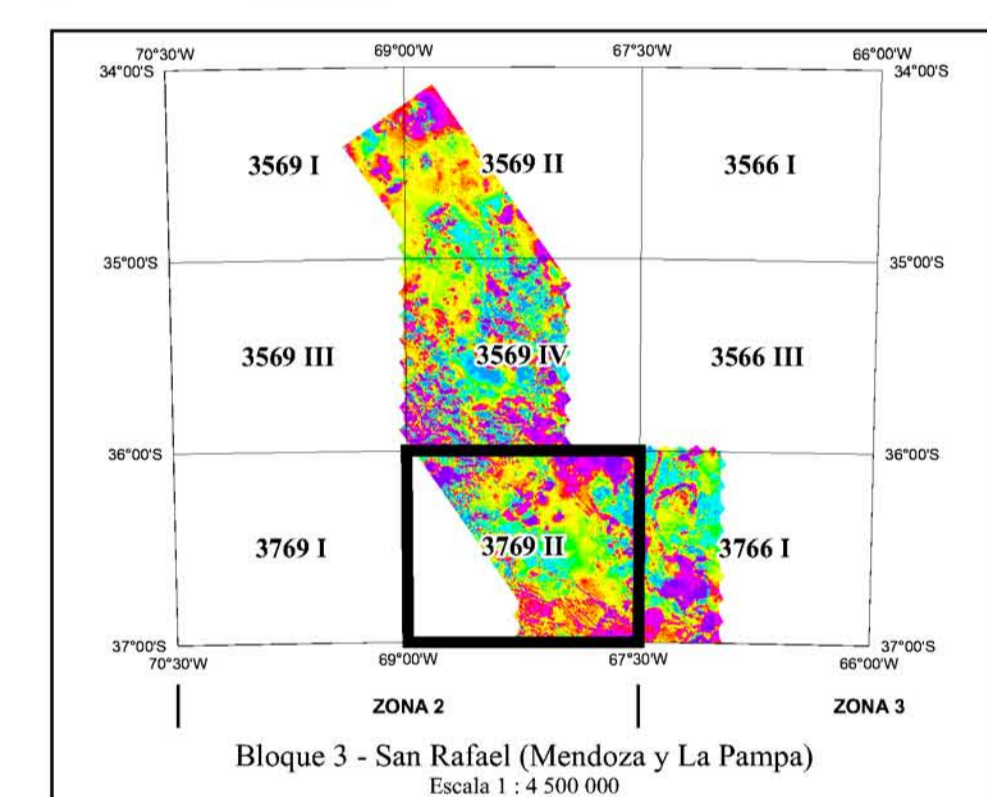 70°30'W 69°00'W 67°30'W 66°00'W
34°00'S 34°00'S
3569 I 3569 II 3566 I
35°00'S 35°00'S
3569 III 3569 IV 3566 III
36°00'S 36°00'S
3769 I 3769 II 3766 I
37°00'S 37°00'S
70°30'W 69°00'W 67°30'W 66°00'W
ZONA 2 ZONA 3
Bloque 3 - San Rafael (Mendoza y La Pampa)
Escala 1 : 4 500 000